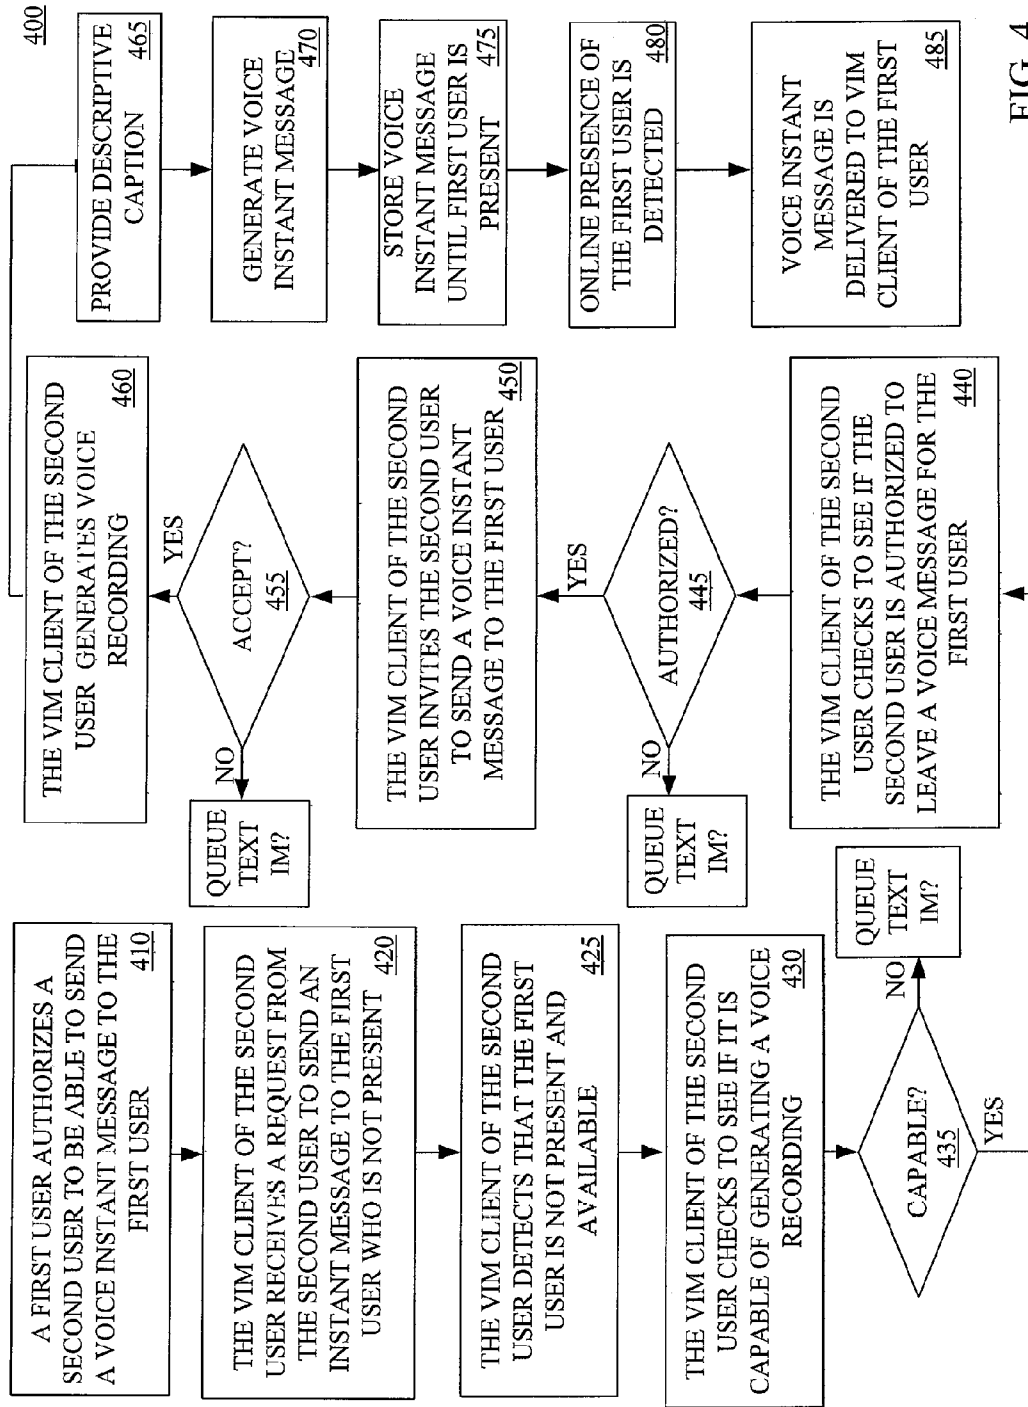 400
A FIRST USER AUTHORIZES A
SECOND USER TO BE ABLE TO SEND
A VOICE INSTANT MESSAGE TO THE
FIRST USER
410
THE VIM CLIENT OF THE SECOND
USER RECEIVES A REQUEST FROM
THE SECOND USER TO SEND AN
INSTANT MESSAGE TO THE FIRST
USER WHO IS NOT PRESENT
420
THE VIM CLIENT OF THE SECOND
USER DETECTS THAT THE FIRST
USER IS NOT PRESENT AND
AVAILABLE
425
THE VIM CLIENT OF THE SECOND
USER CHECKS TO SEE IF IT IS
CAPABLE OF GENERATING A VOICE
RECORDING
430
CAPABLE?
435
NO
QUEUE
TEXT
IM?
YES
THE VIM CLIENT OF THE SECOND
USER CHECKS TO SEE IF THE
SECOND USER IS AUTHORIZED TO
LEAVE A VOICE MESSAGE FOR THE
FIRST USER
440
AUTHORIZED?
445
NO
QUEUE
TEXT
IM?
YES
THE VIM CLIENT OF THE SECOND
USER INVITES THE SECOND USER
TO SEND A VOICE INSTANT
MESSAGE TO THE FIRST USER
450
ACCEPT?
455
NO
QUEUE
TEXT
IM?
YES
THE VIM CLIENT OF THE SECOND
USER GENERATES VOICE
RECORDING
460
PROVIDE DESCRIPTIVE
CAPTION
465
GENERATE VOICE
INSTANT MESSAGE
470
STORE VOICE
INSTANT MESSAGE
UNTIL FIRST USER IS
PRESENT
475
ONLINE PRESENCE OF
THE FIRST USER IS
DETECTED
480
VOICE INSTANT
MESSAGE IS
DELIVERED TO VIM
CLIENT OF THE FIRST
USER
485
FIG. 4